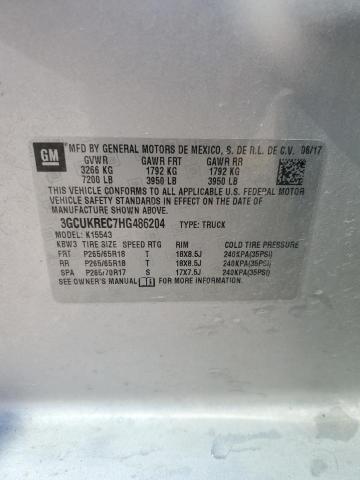 GM
MFD BY GENERAL MOTORS DE MEXICO, S. DE R.L. DE C.V. 06/17
GVWR GAWR FRT GAWR RR
3266 KG 1792 KG 1792 KG
7200 LB 3950 LB 3950 LB
THIS VEHICLE CONFORMS TO ALL APPLICABLE U.S. FEDERAL MOTOR
VEHICLE SAFETY STANDARDS IN EFFECT ON THE DATE OF
MANUFACTURE SHOWN ABOVE.
3GCUKREC7HG486204 TYPE: TRUCK
MODEL: K15543
KBW3 TIRE SIZE SPEED RTG RIM COLD TIRE PRESSURE
FRT P265/65R18 T 18X8.5J 240KPA(35PSI)
RR P265/65R18 T 18X8.5J 240KPA(35PSI)
SPA P265/70R17 S 17X7.5J 240KPA(35PSI)
SEE OWNER'S MANUAL FOR MORE INFORMATION